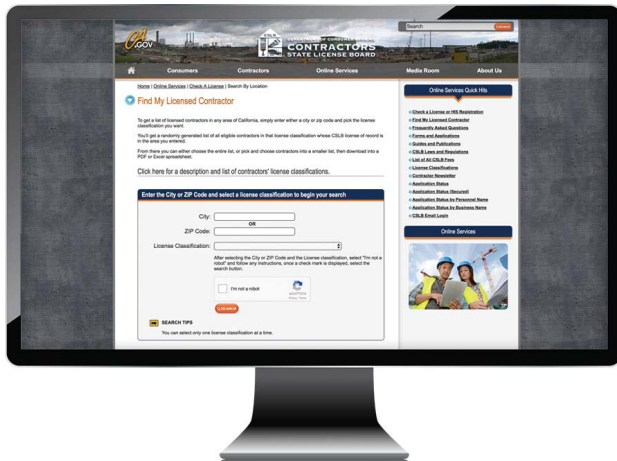 CA
.GOV
CSLB
DEPARTMENT OF CONSUMER AFFAIRS
CONTRACTORS
STATE LICENSE BOARD
Search
Consumers
Contractors
Online Services
Media Room
About Us
Home | Online Services | Check A License | Search By Location
Find My Licensed Contractor
To get a list of licensed contractors in any area of California, simply enter either a city or zip code and pick the license
classification you want.
You'll get a randomly generated list of all eligible contractors in that license classification whose CSLB license of record is
in the area you entered.
From there you can either choose the entire list, or pick and choose contractors into a smaller list, then download into a
PDF or Excel spreadsheet.
Click here for a description and list of contractors' license classifications.
Enter the City or ZIP Code and select a license classification to begin your search
City:
OR
ZIP Code:
License Classification:
After selecting the City or ZIP Code and the License classification, select "I'm not a
robot" and follow any instructions, once a check mark is displayed, select the
search button.
I'm not a robot
reCAPTCHA
SEARCH
SEARCH TIPS
You can select only one license classification at a time.
Online Services Quick Hits
Check a License or HIS Registration
Find My Licensed Contractor
Frequently Asked Questions
Forms and Applications
Guides and Publications
CSLB Laws and Regulations
List of All CSLB Fees
License Classifications
Contractor Newsletter
Application Status
Application Status (Secured)
Application Status by Personnel Name
Application Status by Business Name
CSLB Email Login
Online Services